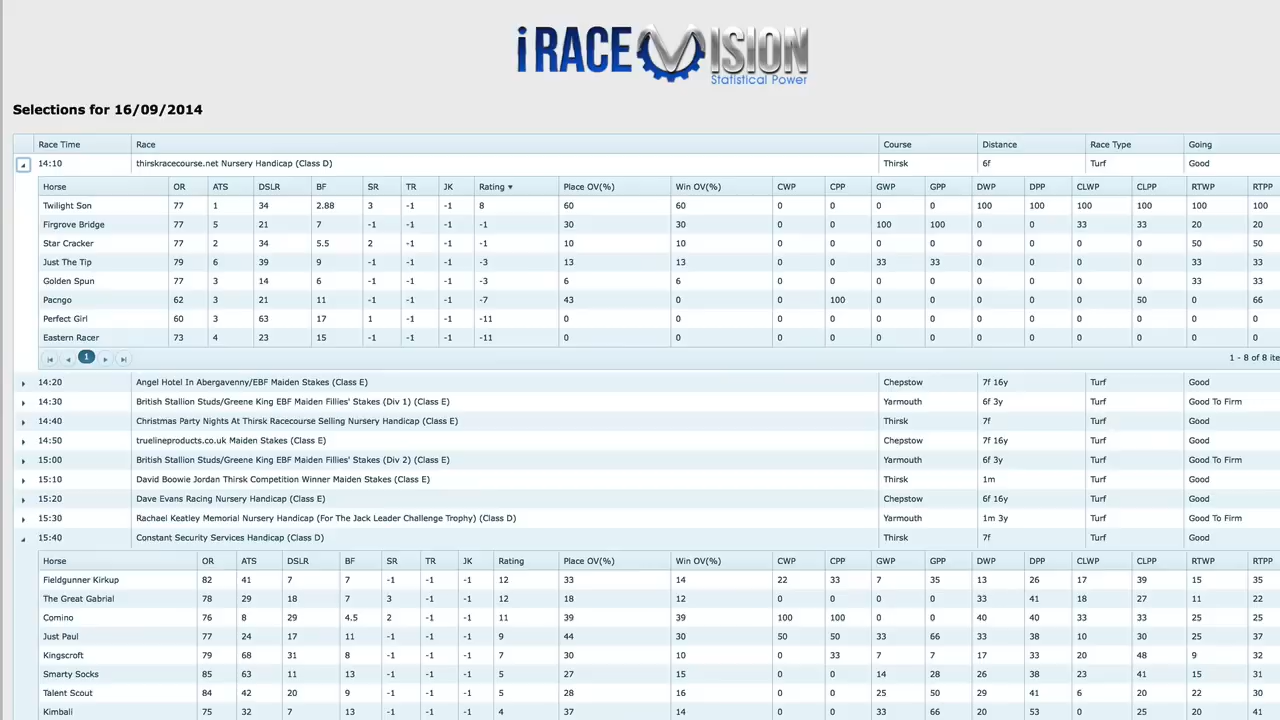 iRACEVISION
Statistical Power
Selections for 16/09/2014
Race Time Race Course Distance Race Type Going
14:10 thirskracecourse.net Nursery Handicap (Class D) Thirsk 6f Turf Good
Horse OR ATS DSLR BF SR TR JK Rating ▼ Place OV(%) Win OV(%) CWP CPP GWP GPP DWP DPP CLWP CLPP RTWP RTPP
Twilight Son 77 1 34 2.88 3 -1 -1 8 60 60 0 0 0 0 100 100 100 100 100 100
Firgrove Bridge 77 5 21 7 -1 -1 -1 -1 30 30 0 0 100 100 0 0 33 33 20 20
Star Cracker 77 2 34 5.5 2 -1 -1 -1 10 10 0 0 0 0 0 0 0 0 50 50
Just The Tip 79 6 39 9 -1 -1 -1 -3 13 13 0 0 33 33 0 0 0 0 33 33
Golden Spun 77 3 14 6 -1 -1 -1 -3 6 6 0 0 0 0 0 0 0 0 33 33
Pacngo 62 3 21 11 -1 -1 -1 -7 43 0 0 100 0 0 0 0 0 50 0 66
Perfect Girl 60 3 63 17 1 -1 -1 -11 0 0 0 0 0 0 0 0 0 0 0 0
Eastern Racer 73 4 23 15 -1 -1 -1 -11 0 0 0 0 0 0 0 0 0 0 0 0
1 1 - 8 of 8 ite
14:20 Angel Hotel In Abergavenny/EBF Maiden Stakes (Class E) Chepstow 7f 16y Turf Good
14:30 British Stallion Studs/Greene King EBF Maiden Fillies' Stakes (Div 1) (Class E) Yarmouth 6f 3y Turf Good To Firm
14:40 Christmas Party Nights At Thirsk Racecourse Selling Nursery Handicap (Class E) Thirsk 7f Turf Good
14:50 truelineproducts.co.uk Maiden Stakes (Class E) Chepstow 7f 16y Turf Good
15:00 British Stallion Studs/Greene King EBF Maiden Fillies' Stakes (Div 2) (Class E) Yarmouth 6f 3y Turf Good To Firm
15:10 David Boowie Jordan Thirsk Competition Winner Maiden Stakes (Class E) Thirsk 1m Turf Good
15:20 Dave Evans Racing Nursery Handicap (Class E) Chepstow 6f 16y Turf Good
15:30 Rachael Keatley Memorial Nursery Handicap (For The Jack Leader Challenge Trophy) (Class D) Yarmouth 1m 3y Turf Good To Firm
15:40 Constant Security Services Handicap (Class D) Thirsk 7f Turf Good
Horse OR ATS DSLR BF SR TR JK Rating Place OV(%) Win OV(%) CWP CPP GWP GPP DWP DPP CLWP CLPP RTWP RTPP
Fieldgunner Kirkup 82 41 7 7 -1 -1 -1 12 33 14 22 33 7 35 13 26 17 39 15 35
The Great Gabrial 78 29 18 7 3 -1 -1 12 18 12 0 0 0 0 33 41 18 27 11 22
Comino 76 8 29 4.5 2 -1 -1 11 39 39 100 100 0 0 40 40 33 33 25 25
Just Paul 77 24 17 11 -1 -1 -1 9 44 30 50 50 33 66 33 38 10 30 25 37
Kingscroft 79 68 31 8 -1 -1 -1 7 30 10 0 33 7 7 17 33 20 48 9 32
Smarty Socks 85 63 11 13 -1 -1 -1 5 27 15 0 0 14 28 26 38 23 41 15 31
Talent Scout 84 42 20 9 -1 -1 -1 5 28 16 0 0 25 50 29 41 6 20 22 30
Kimbali 75 32 7 13 -1 -1 -1 4 37 14 0 0 33 66 20 53 0 25 20 41